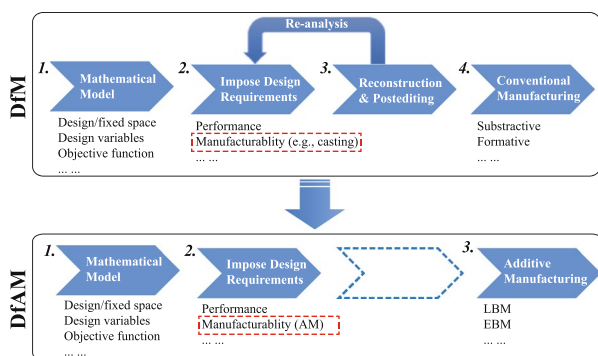 Re-analysis
DfM
1.
Mathematical
Model
Design/fixed space
Design variables
Objective function
... ...
2.
Impose Design
Requirements
Performance
Manufacturablity (e.g., casting)
... ...
3.
Reconstruction
& Postediting
4.
Conventional
Manufacturing
Substractive
Formative
... ...
DfAM
1.
Mathematical
Model
Design/fixed space
Design variables
Objective function
... ...
2.
Impose Design
Requirements
Performance
Manufacturablity (AM)
... ...
3.
Additive
Manufacturing
LBM
EBM
... ...